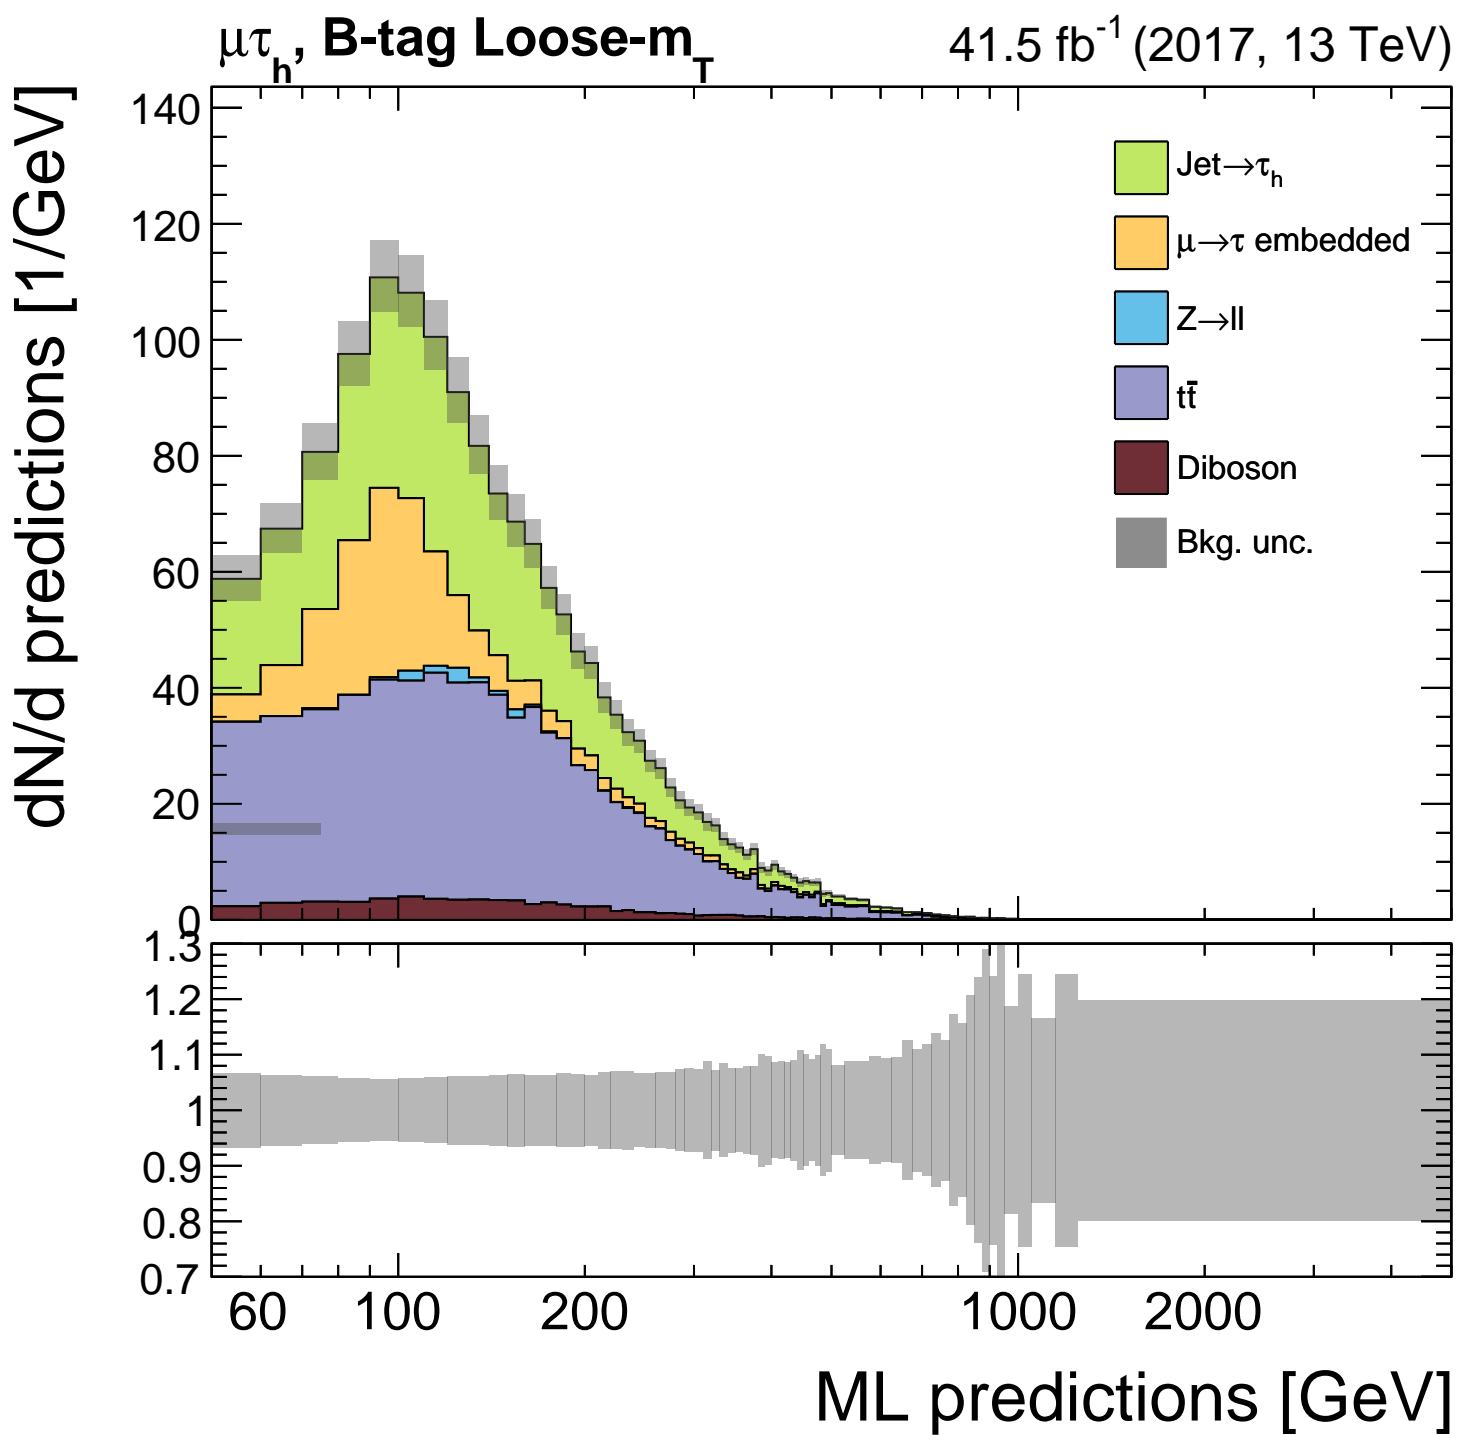 μτh, B-tag Loose-mT
41.5 fb-1 (2017, 13 TeV)
dN/d predictions [1/GeV]
140
120
100
80
60
40
20
0
Jet→τh
μ→τ embedded
Z→ll
tt̄
Diboson
Bkg. unc.
1.3
1.2
1.1
1
0.9
0.8
0.7
60 100 200 1000 2000
ML predictions [GeV]